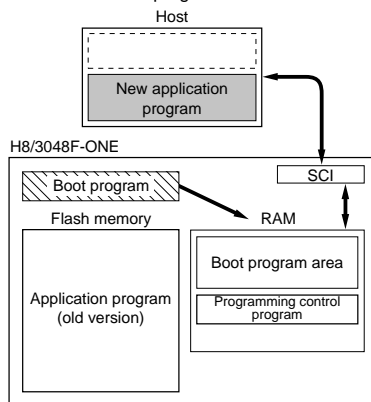 Host
New application
program
H8/3048F-ONE
SCI
Boot program
Flash memory
RAM
Boot program area
Application program
(old version)
Programming control
program